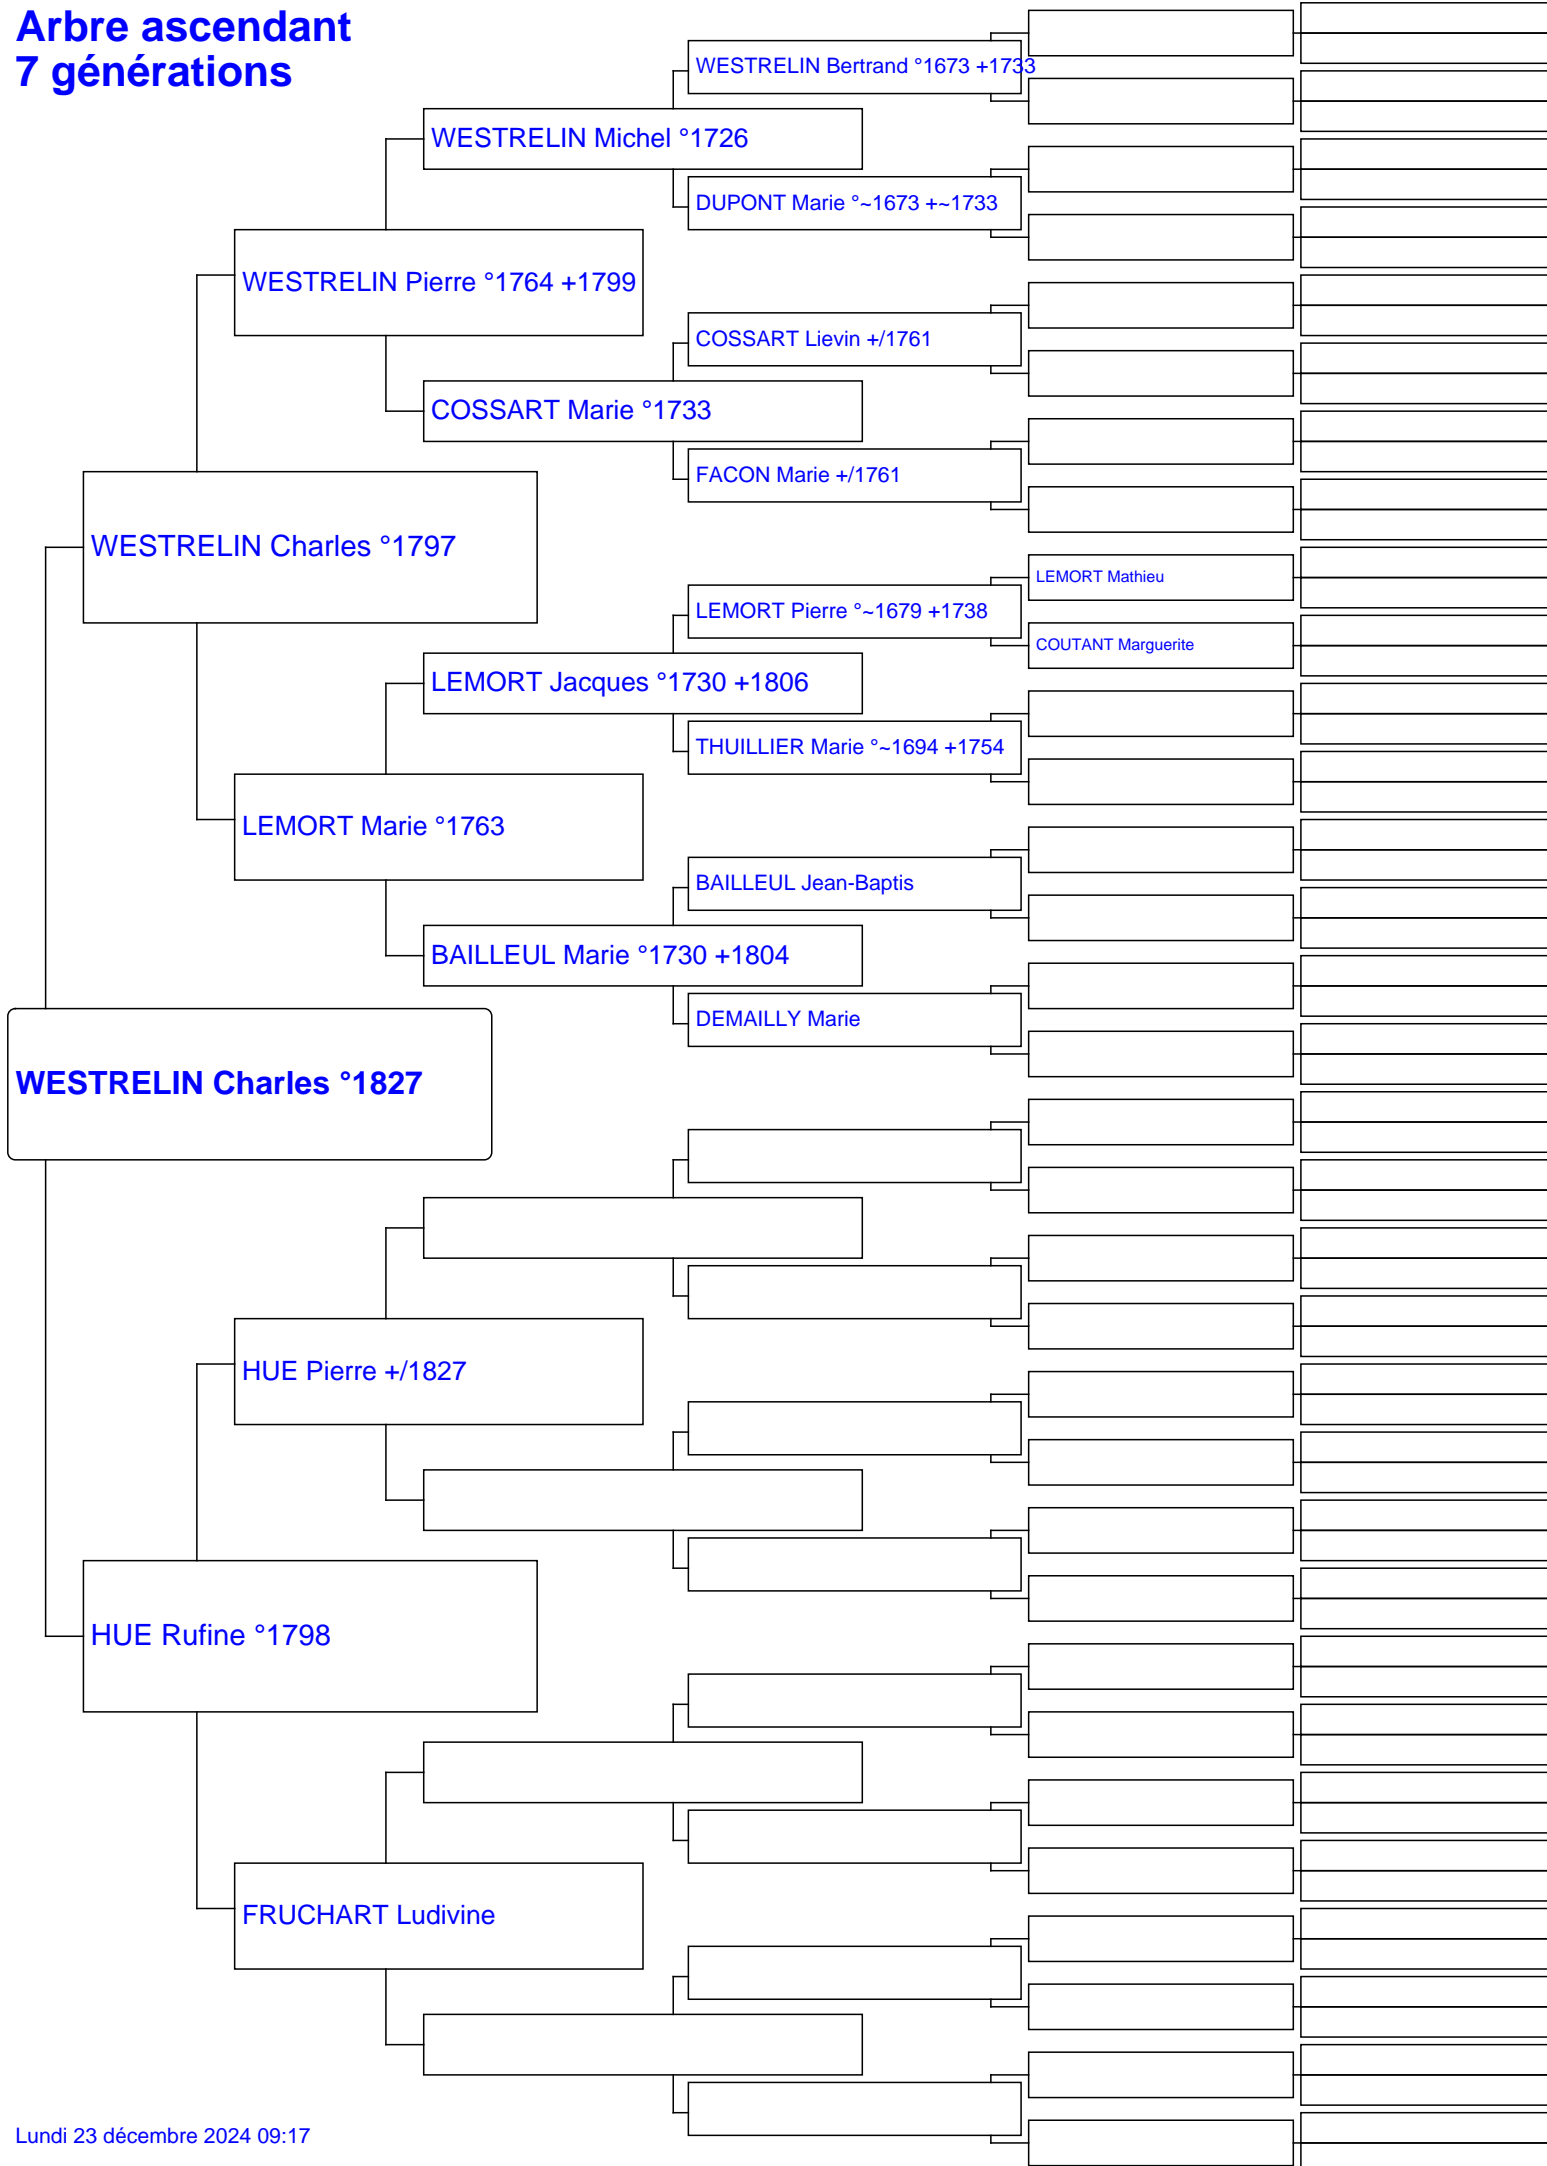 Arbre ascendant
7 générations
WESTRELIN Bertrand °1673 +1733
WESTRELIN Michel °1726
DUPONT Marie °~1673 +~1733
WESTRELIN Pierre °1764 +1799
COSSART Lievin +/1761
COSSART Marie °1733
FACON Marie +/1761
WESTRELIN Charles °1797
LEMORT Mathieu
LEMORT Pierre °~1679 +1738
COUTANT Marguerite
LEMORT Jacques °1730 +1806
THUILLIER Marie °~1694 +1754
LEMORT Marie °1763
BAILLEUL Jean-Baptis
BAILLEUL Marie °1730 +1804
DEMAILLY Marie
WESTRELIN Charles °1827
HUE Pierre +/1827
HUE Rufine °1798
FRUCHART Ludivine
Lundi 23 décembre 2024 09:17